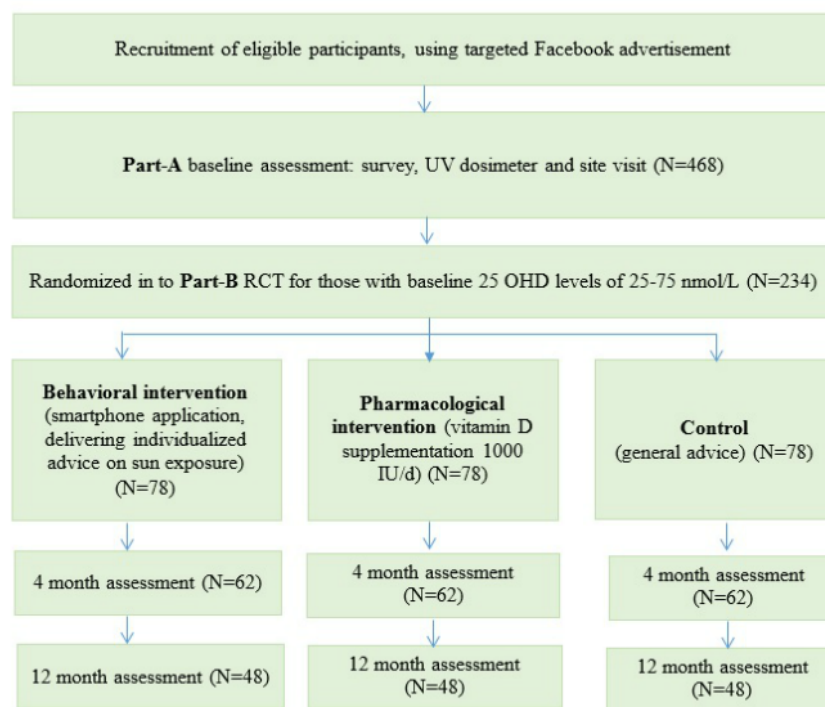 Recruitment of eligible participants, using targeted Facebook advertisement
Part-A baseline assessment: survey, UV dosimeter and site visit (N=468)
Randomized in to Part-B RCT for those with baseline 25 OHD levels of 25-75 nmol/L (N=234)
Behavioral intervention
(smartphone application,
delivering individualized
advice on sun exposure)
(N=78)
Pharmacological
intervention (vitamin D
supplementation 1000
IU/d) (N=78)
Control
(general advice) (N=78)
4 month assessment (N=62)
4 month assessment
(N=62)
4 month assessment
(N=62)
12 month assessment (N=48)
12 month assessment
(N=48)
12 month assessment
(N=48)